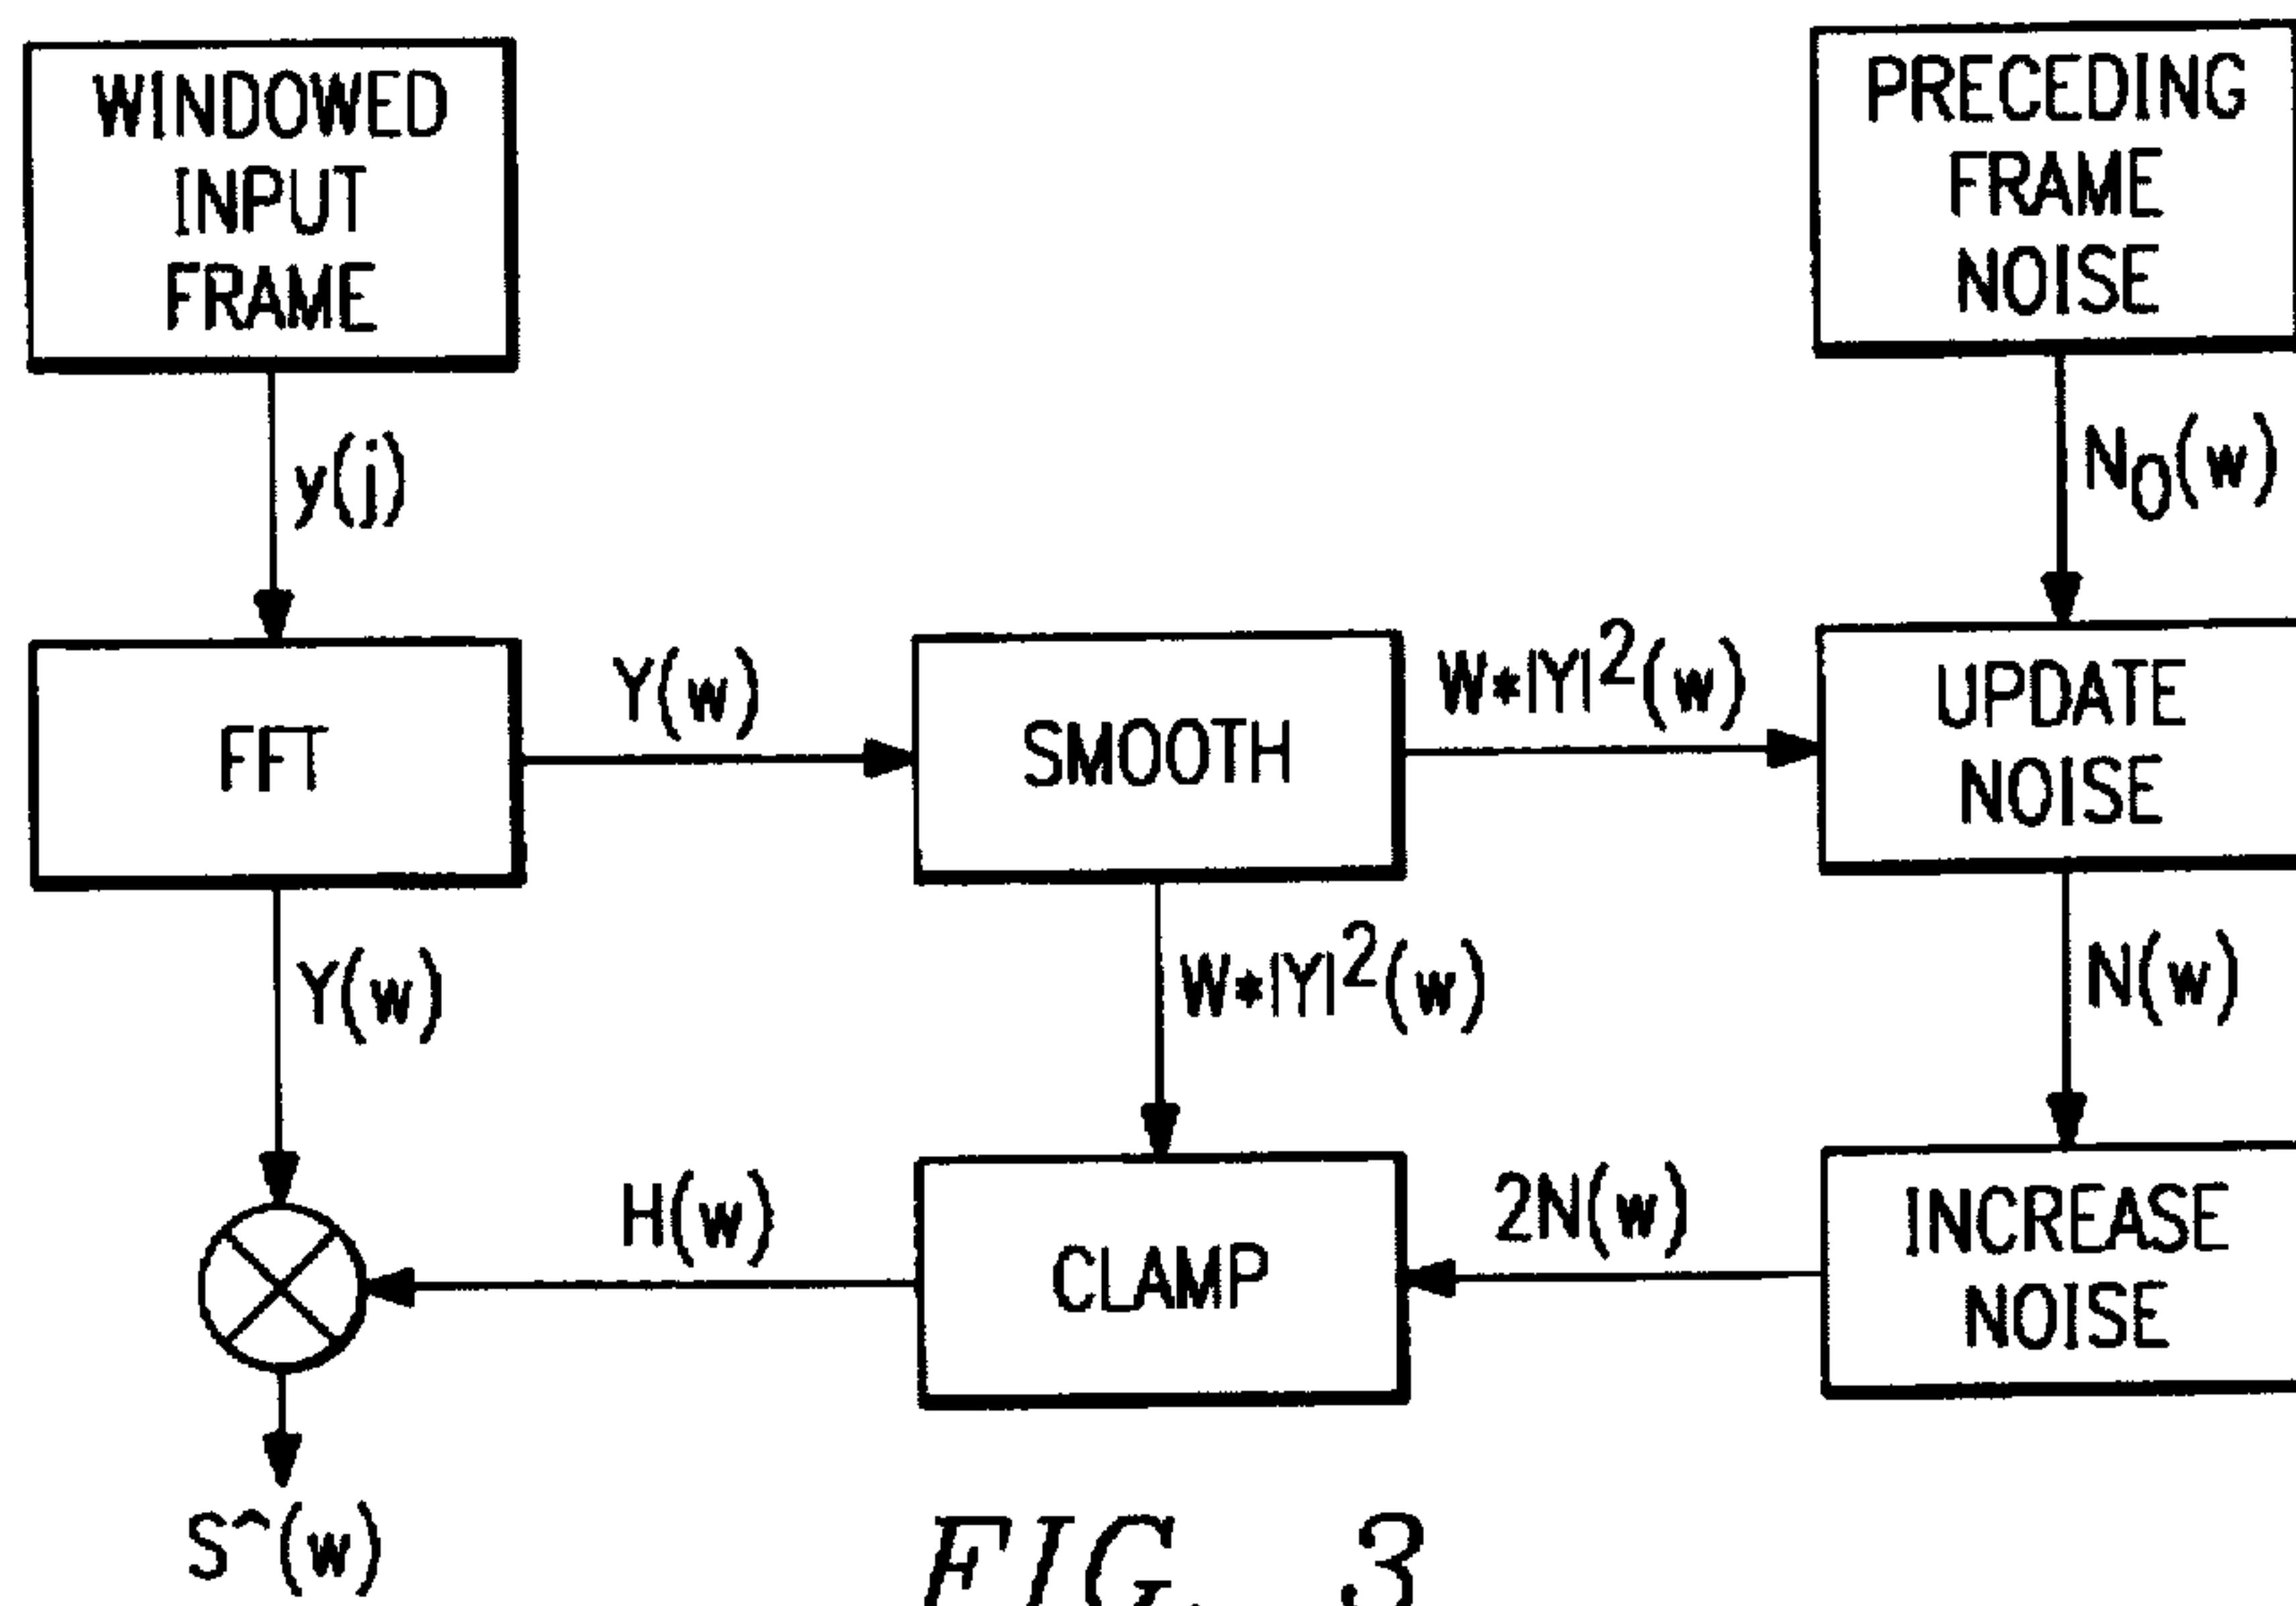 WINDOWED
INPUT
FRAME
PRECEDING
FRAME
NOISE
y(j)
N₀(w)
FFT
Y(w)
SMOOTH
W*|Y|²(w)
UPDATE
NOISE
Y(w)
W*|Y|²(w)
N(w)
H(w)
CLAMP
2N(w)
INCREASE
NOISE
S^(w)
FIG. 3